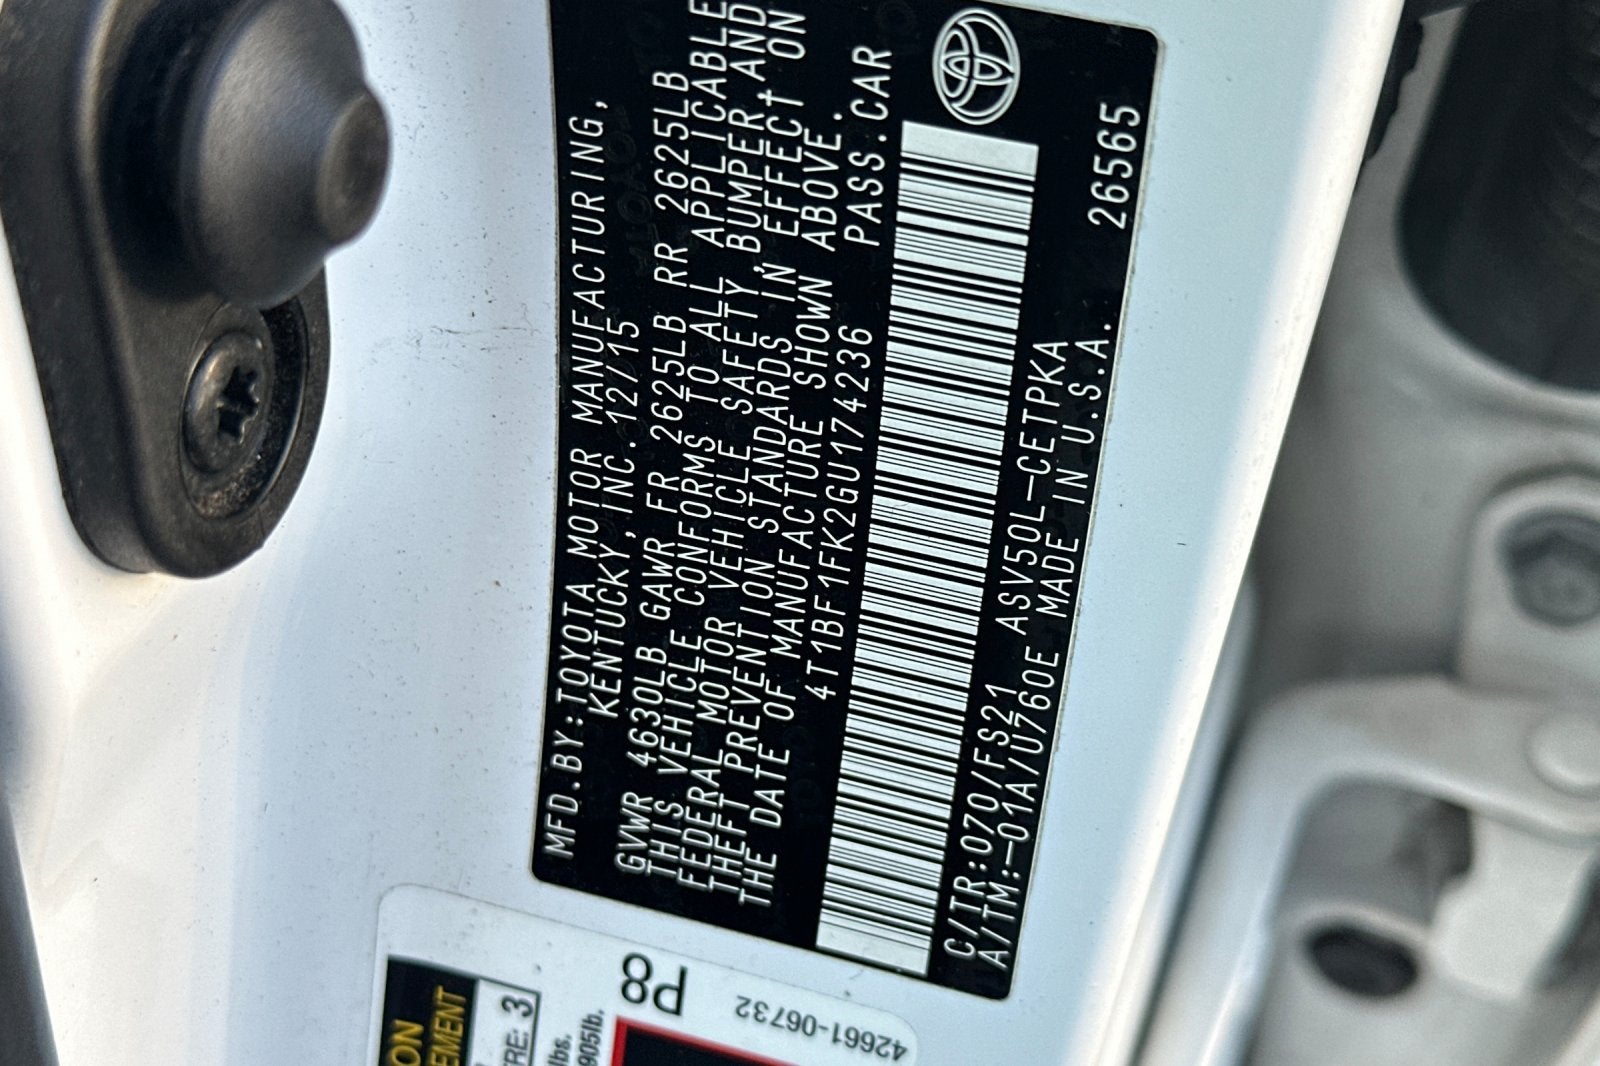 MFD.BY:TOYOTA MOTOR MANUFACTURING,
KENTUCKY,INC.12/15
GVWR 4630LB GAWR FR 2625LB RR 2625LB
THIS VEHICLE CONFORMS TO ALL APPLICABLE
FEDERAL MOTOR VEHICLE SAFETY,BUMPER,AND
THEFT PREVENTION STANDARDS IN EFFECT ON
THE DATE OF MANUFACTURE SHOWN ABOVE.
4T1BF1FK2GU174236 PASS.CAR
C/TR:070/FS21 ASV50L-CETPKA 26565
A/TM:-01A/U760E MADE IN U.S.A.
P8
42661-06732
3
lbs.
905lb.